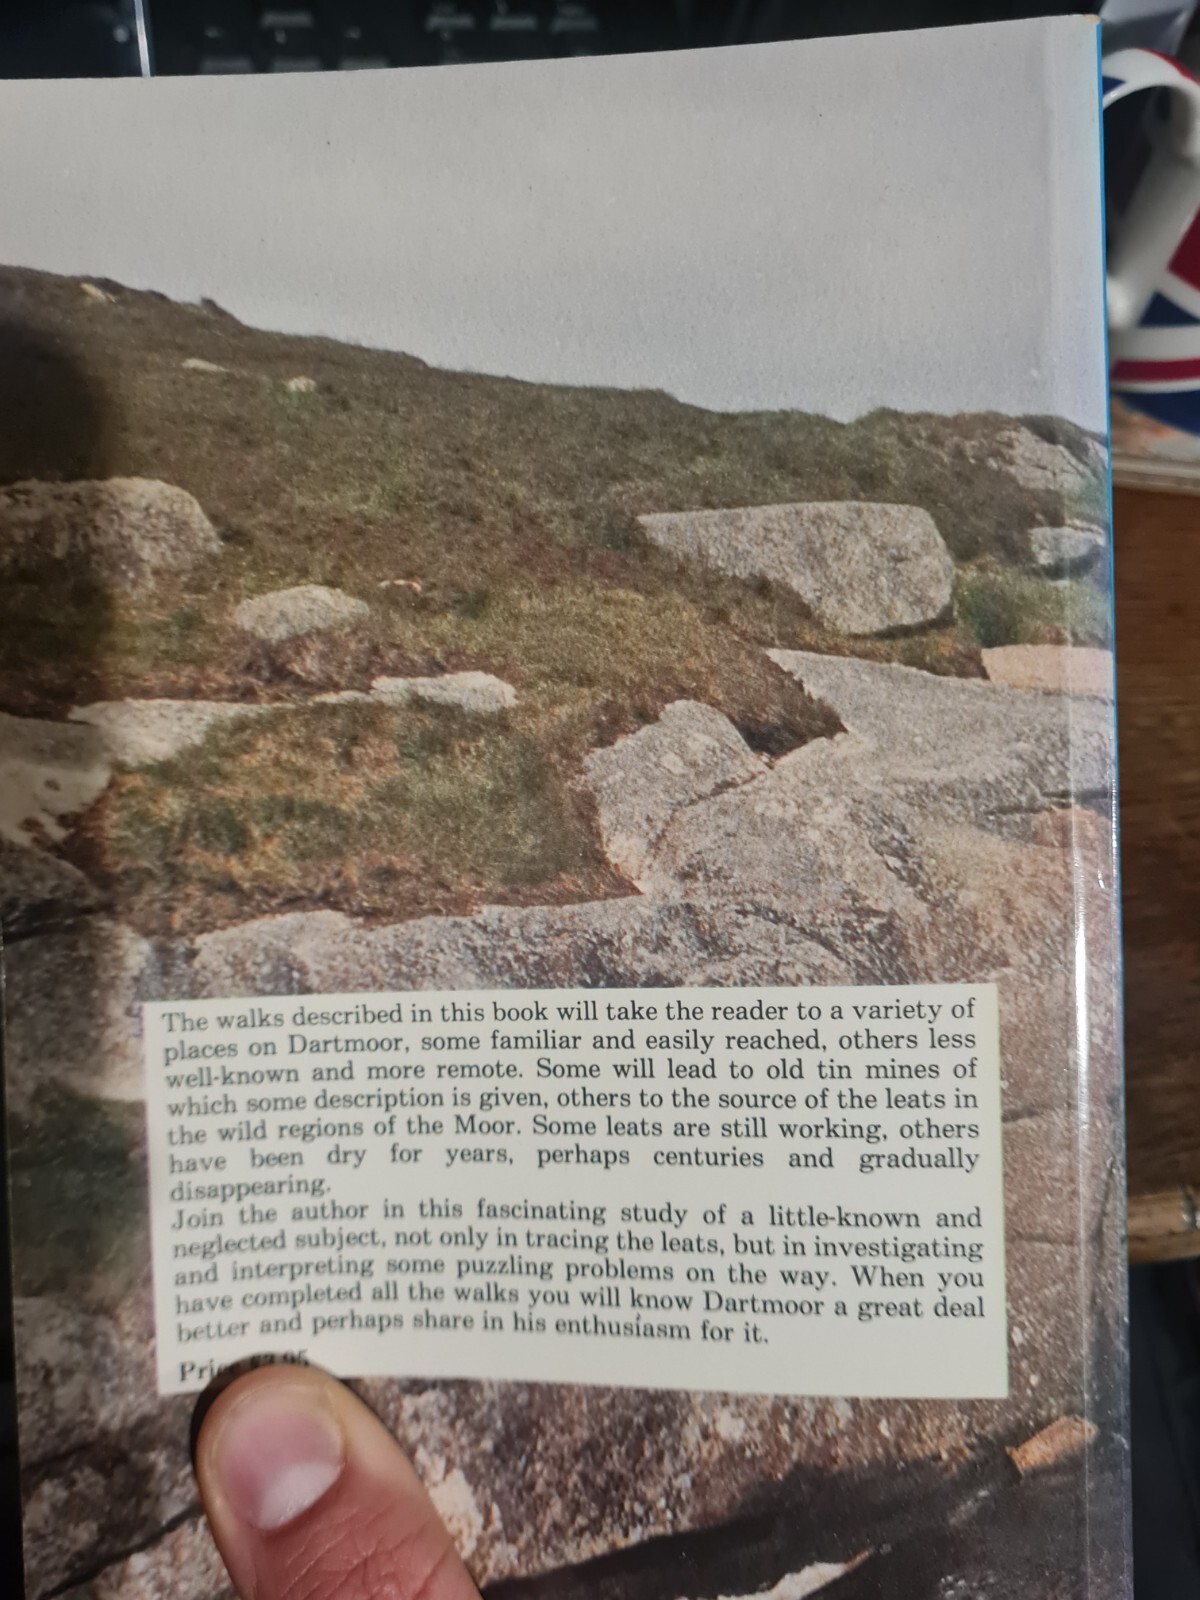 The walks described in this book will take the reader to a variety of
places on Dartmoor, some familiar and easily reached, others less
well-known and more remote. Some will lead to old tin mines of
which some description is given, others to the source of the leats in
the wild regions of the Moor. Some leats are still working, others
have been dry for years, perhaps centuries and gradually
disappearing.
Join the author in this fascinating study of a little-known and
neglected subject, not only in tracing the leats, but in investigating
and interpreting some puzzling problems on the way. When you
have completed all the walks you will know Dartmoor a great deal
better and perhaps share in his enthusiasm for it.